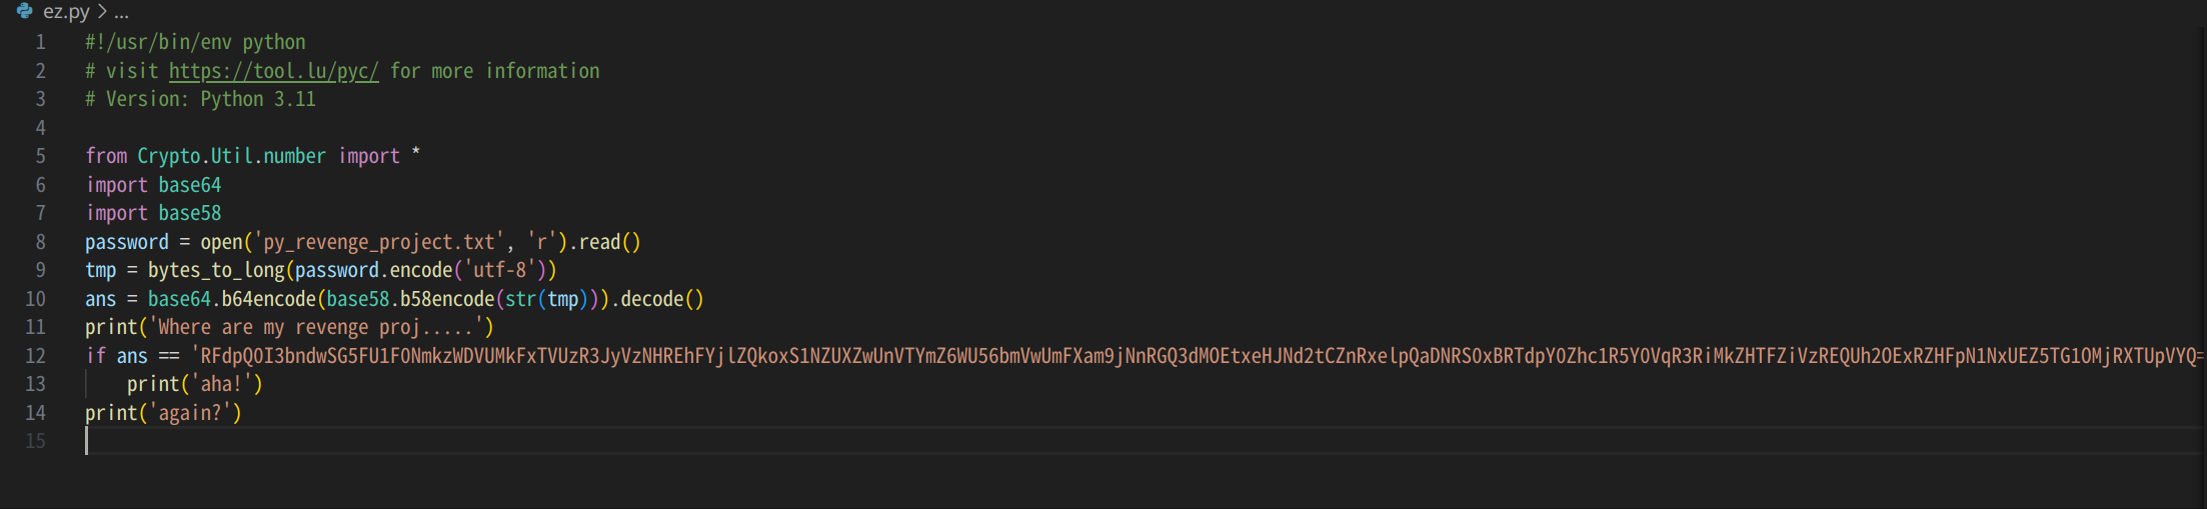 ez.py > ...
1 #!/usr/bin/env python
2 # visit https://tool.lu/pyc/ for more information
3 # Version: Python 3.11
4
5 from Crypto.Util.number import *
6 import base64
7 import base58
8 password = open('py_revenge_project.txt', 'r').read()
9 tmp = bytes_to_long(password.encode('utf-8'))
10 ans = base64.b64encode(base58.b58encode(str(tmp))).decode()
11 print('Where are my revenge proj.....')
12 if ans == 'RFdpQ0I3bndwSG5FU1F0NmkzWDVUMkFxTVUzR3JyVzNHREhFYjlZQkoxS1NZUXZwUnVTYmZ6WU56bmVwUmFXam9jNnRGQ3dMOEtxeHJNd2tCZnRxelpQaDNRS0xBRTdpY0Zhc1R5Y0VqR3RiMkZHTFZiVzREQUh2OExRZHFpN1NxUEZ5TG1OMjRXTUpVYQ=
13 print('aha!')
14 print('again?')
15